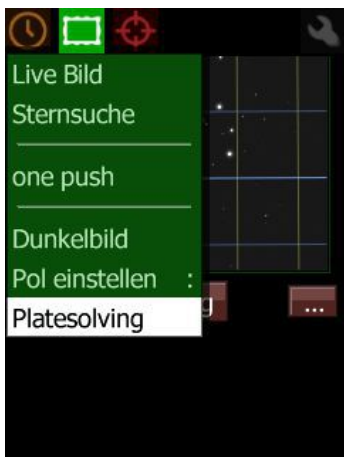 Live Bild
Sternsuche
one push
Dunkelbild
Pol einstellen :
Platesolving
g
...